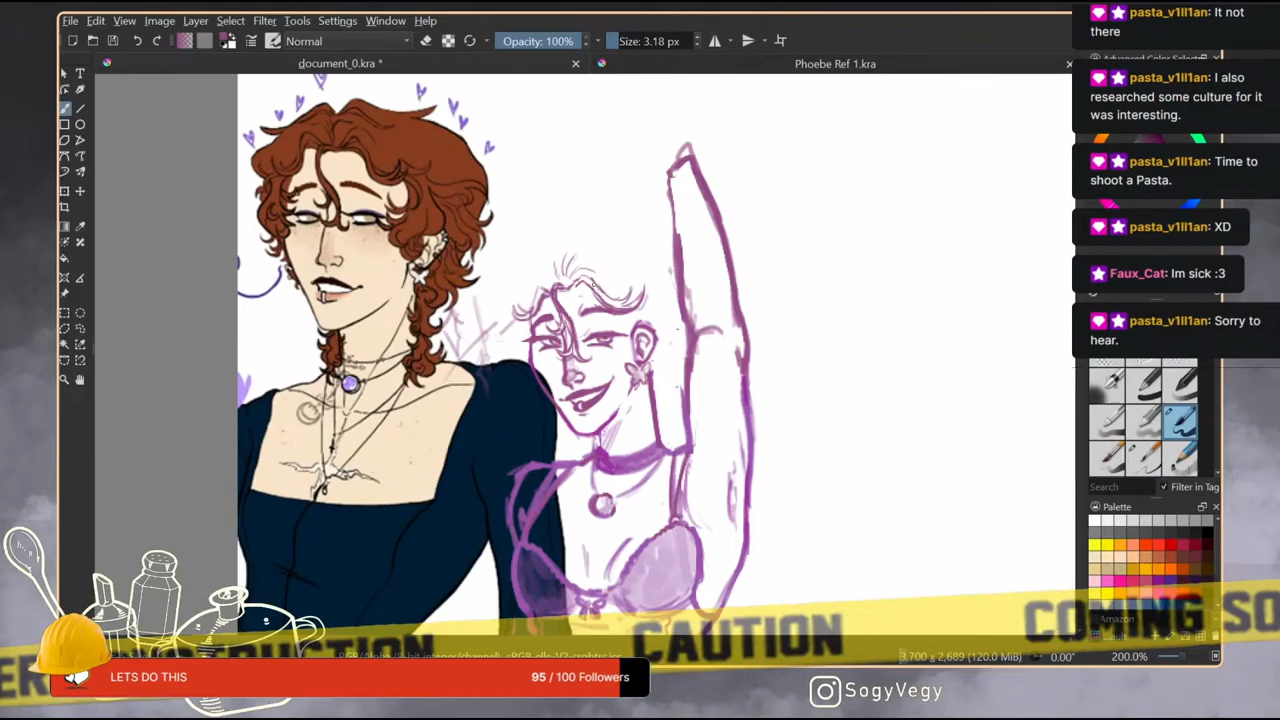 File Edit View Image Layer Select Filter Tools Settings Window Help
Normal
Opacity: 100%
Size: 3.18 px
document_0.kra *
Phoebe Ref 1.kra
pasta_v1ll1an: It not
there
pasta_v1ll1an: I also
researched some culture for it
was interesting.
pasta_v1ll1an: Time to
shoot a Pasta.
pasta_v1ll1an: XD
Faux_Cat: Im sick :3
pasta_v1ll1an: Sorry to
hear.
Search
Filter in Tag
Palette
CAUTION
COMING SO
3,700 x 2,689 (120.0 MiB)
0.00°
200.0%
LETS DO THIS
95 / 100 Followers
SogyVegy